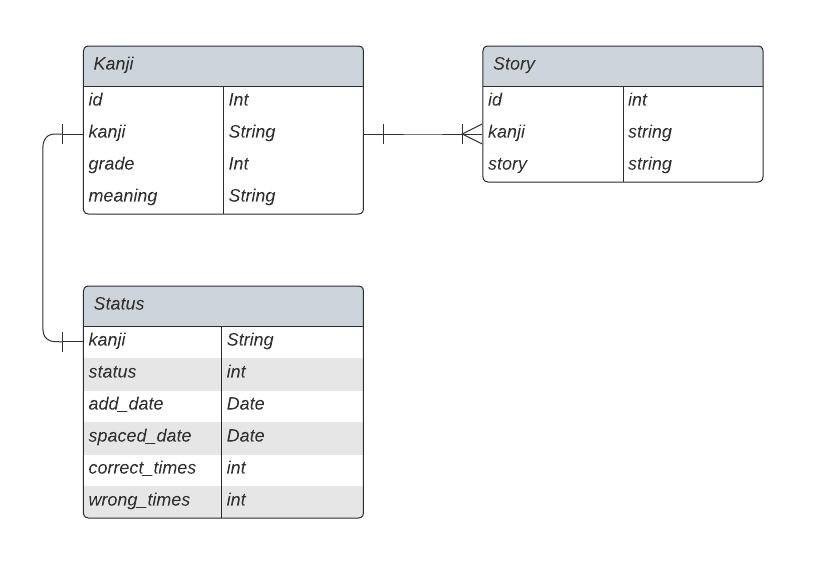 Kanji
id Int
kanji String
grade Int
meaning String
Story
id int
kanji string
story string
Status
kanji String
status int
add_date Date
spaced_date Date
correct_times int
wrong_times int